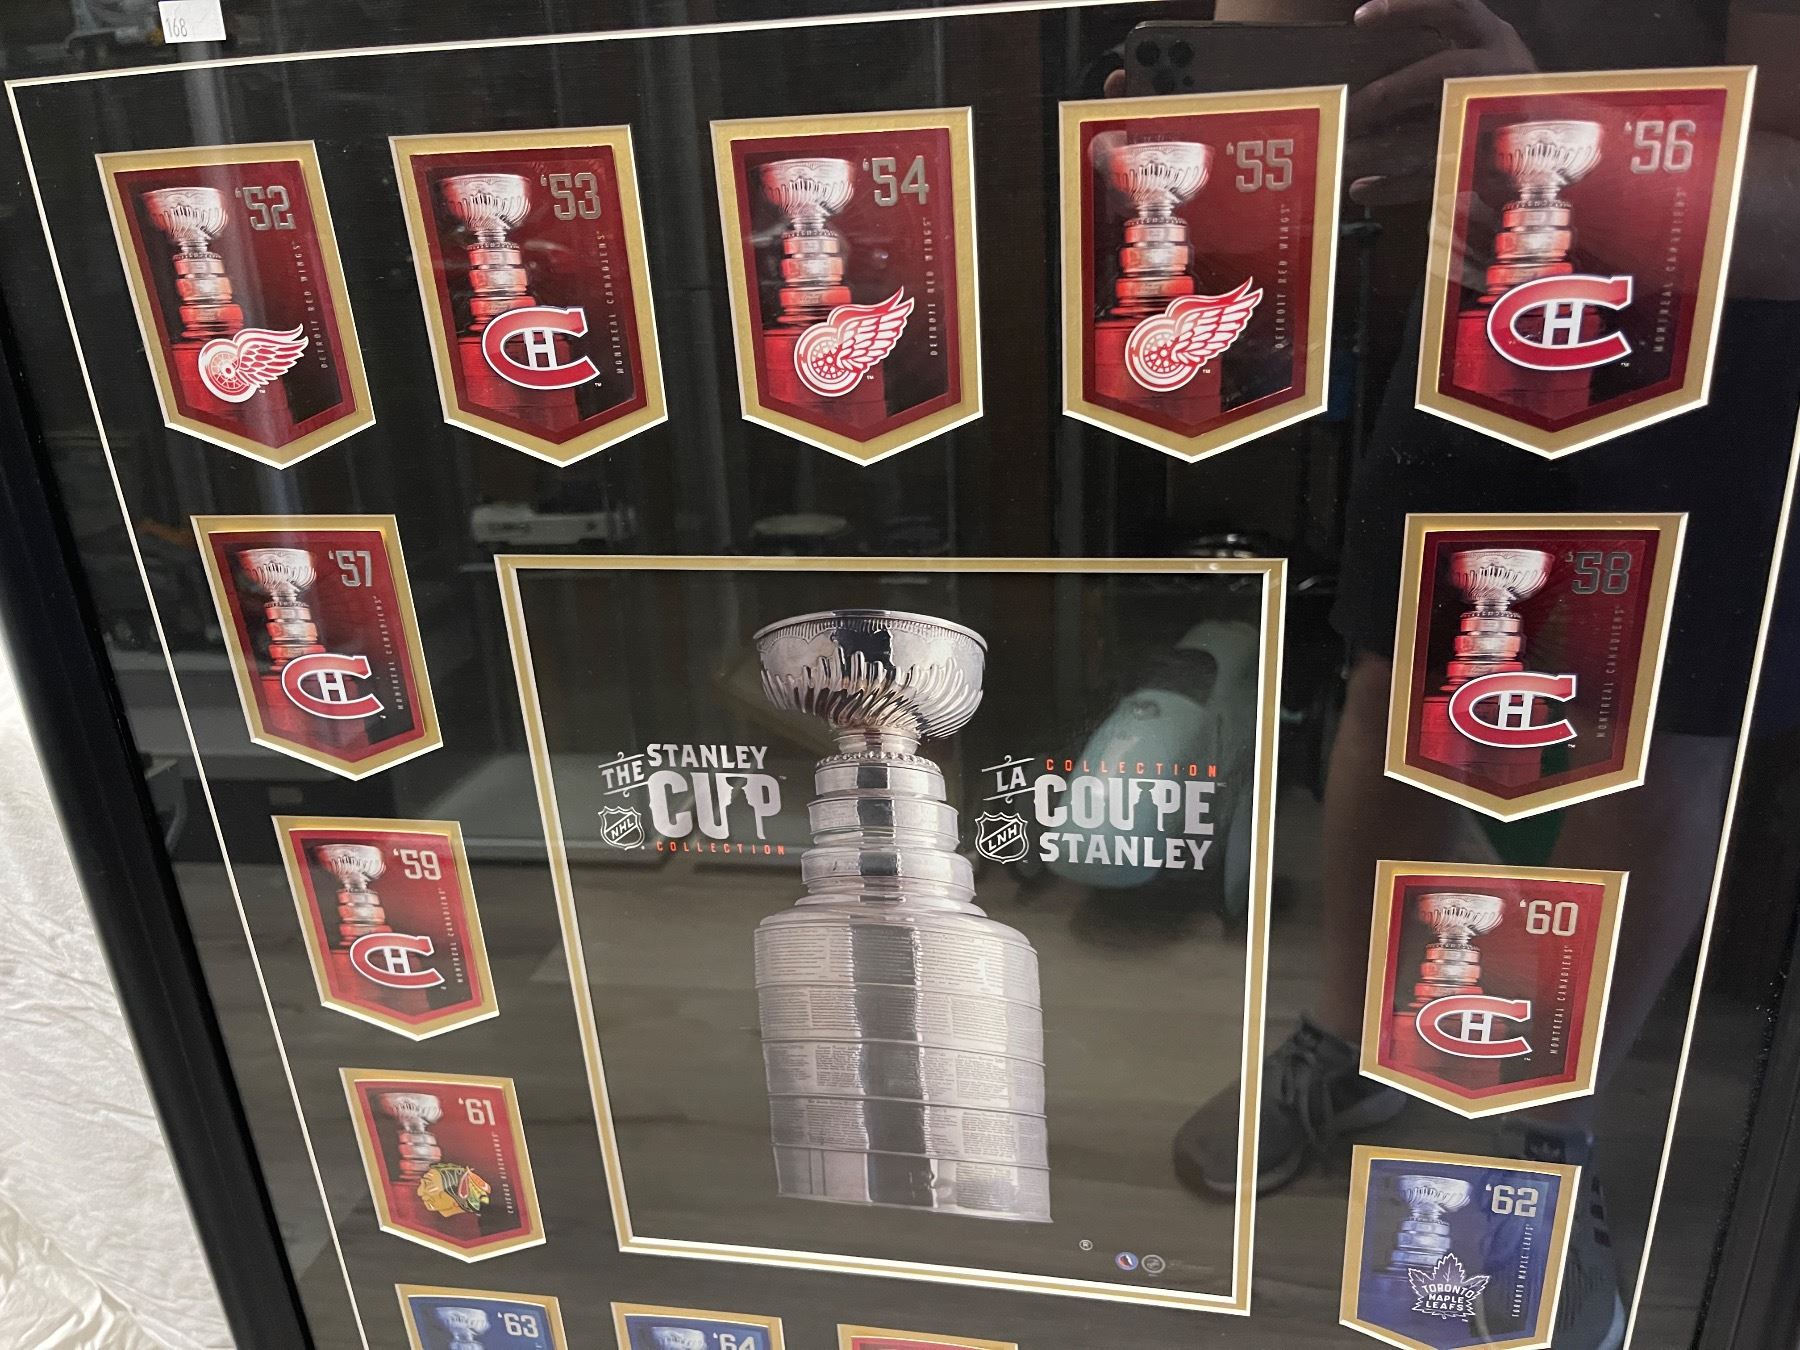 168
'52
DETROIT RED WINGS
'53
MONTREAL CANADIENS
'54
DETROIT RED WINGS
'55
DETROIT RED WINGS
'56
MONTREAL CANADIENS
'57
MONTREAL CANADIENS
'58
MONTREAL CANADIENS
THE STANLEY
CUP™
NHL
COLLECTION
COLLECTION
LA COUPE
LNH
STANLEY
'59
MONTREAL CANADIENS
'60
MONTREAL CANADIENS
'61
CHICAGO BLACKHAWKS
'62
TORONTO MAPLE LEAFS
TORONTO
MAPLE
LEAFS
®
'63
'64